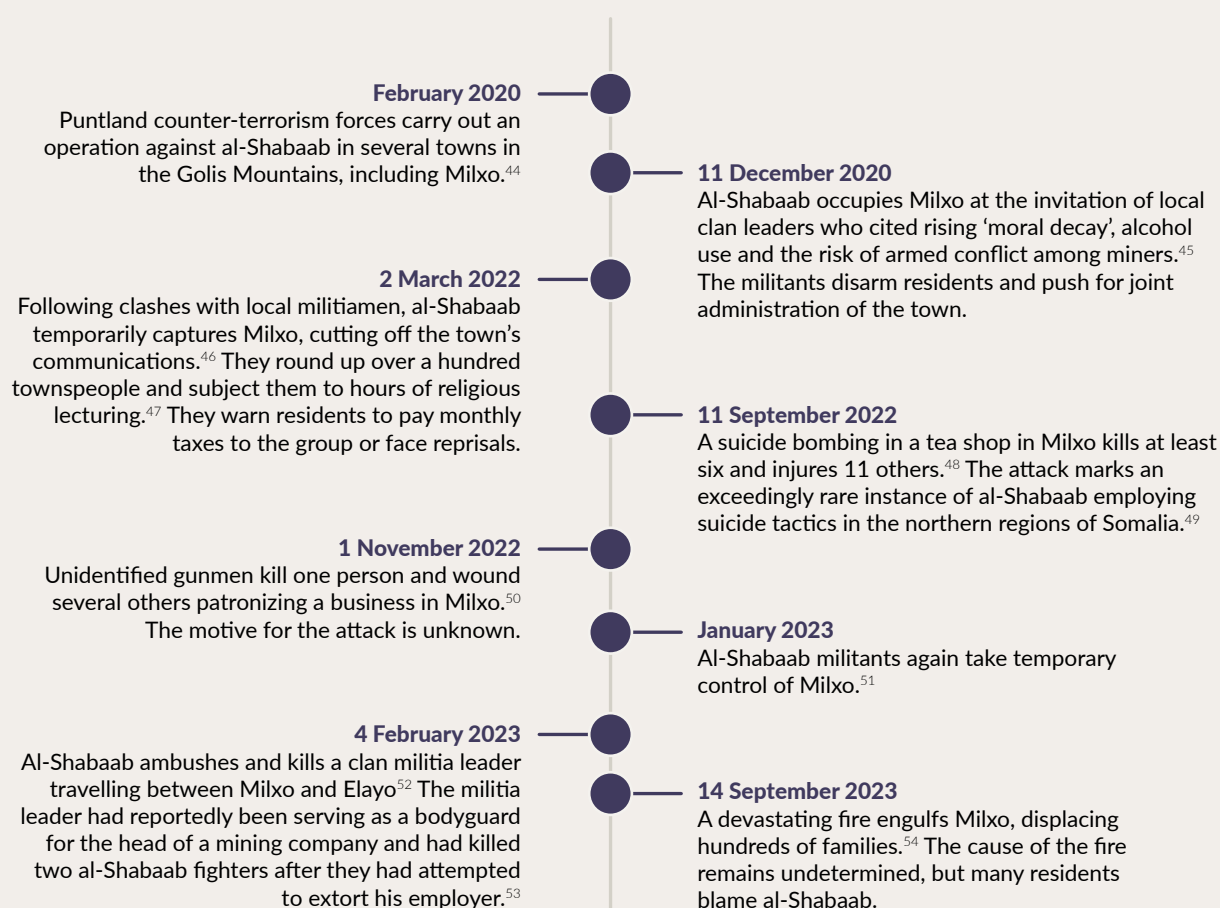 February 2020
Puntland counter-terrorism forces carry out an
operation against al-Shabaab in several towns in
the Golis Mountains, including Milxo.44
11 December 2020
Al-Shabaab occupies Milxo at the invitation of local
clan leaders who cited rising ‘moral decay’, alcohol
use and the risk of armed conflict among miners.45
The militants disarm residents and push for joint
administration of the town.
2 March 2022
Following clashes with local militiamen, al-Shabaab
temporarily captures Milxo, cutting off the town’s
communications.46 They round up over a hundred
townspeople and subject them to hours of religious
lecturing.47 They warn residents to pay monthly
taxes to the group or face reprisals.
11 September 2022
A suicide bombing in a tea shop in Milxo kills at least
six and injures 11 others.48 The attack marks an
exceedingly rare instance of al-Shabaab employing
suicide tactics in the northern regions of Somalia.49
1 November 2022
Unidentified gunmen kill one person and wound
several others patronizing a business in Milxo.50
The motive for the attack is unknown.
January 2023
Al-Shabaab militants again take temporary
control of Milxo.51
4 February 2023
Al-Shabaab ambushes and kills a clan militia leader
travelling between Milxo and Elayo52 The militia
leader had reportedly been serving as a bodyguard
for the head of a mining company and had killed
two al-Shabaab fighters after they had attempted
to extort his employer.53
14 September 2023
A devastating fire engulfs Milxo, displacing
hundreds of families.54 The cause of the fire
remains undetermined, but many residents
blame al-Shabaab.